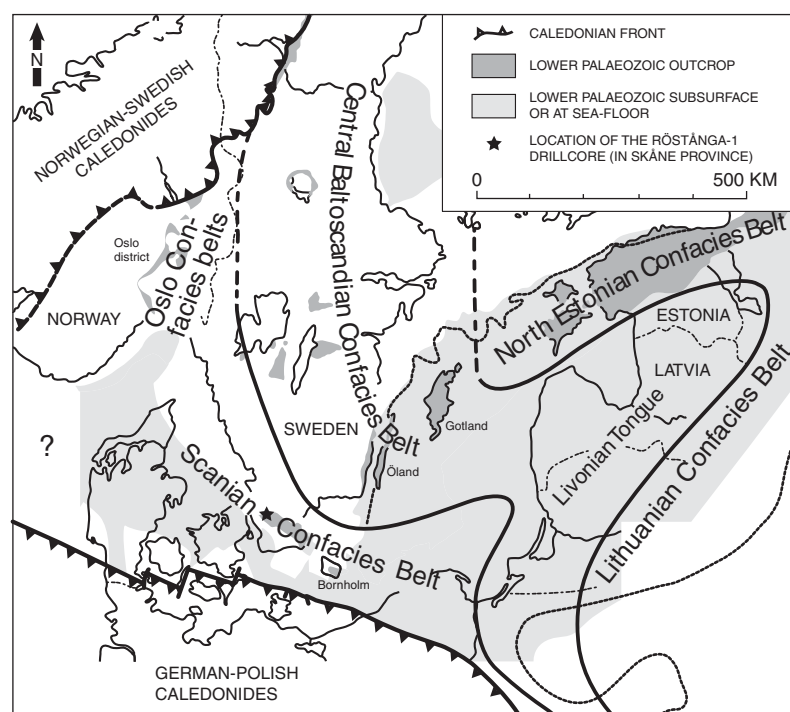 N
NORWEGIAN-SWEDISH
CALEDONIDES
CALEDONIAN FRONT
LOWER PALAEOZOIC OUTCROP
LOWER PALAEOZOIC SUBSURFACE
OR AT SEA-FLOOR
LOCATION OF THE RÖSTÅNGA-1
DRILLCORE (IN SKÅNE PROVINCE)
0 500 KM
Central Baltoscandian Confacies Belt
Oslo
district
Oslo Con-
facies belts
NORWAY
North Estonian Confacies Belt
ESTONIA
LATVIA
SWEDEN
Gotland
Öland
Livonian Tongue
Lithuanian Confacies Belt
?
Scanian Confacies Belt
Bornholm
GERMAN-POLISH
CALEDONIDES